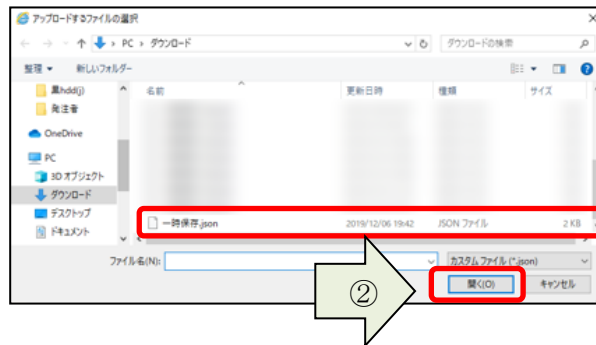 アップロードするファイルの選択
PC › ダウンロード
ダウンロードの検索
整理 新しいフォルダー
名前 更新日時 種類 サイズ
黒hdd(j)
発注者
OneDrive
PC
3D オブジェクト
ダウンロード
デスクトップ
ドキュメント
一時保存.json 2019/12/06 19:42 JSON ファイル 2 KB
ファイル名(N): カスタム ファイル (*.json)
開く(O) キャンセル
②